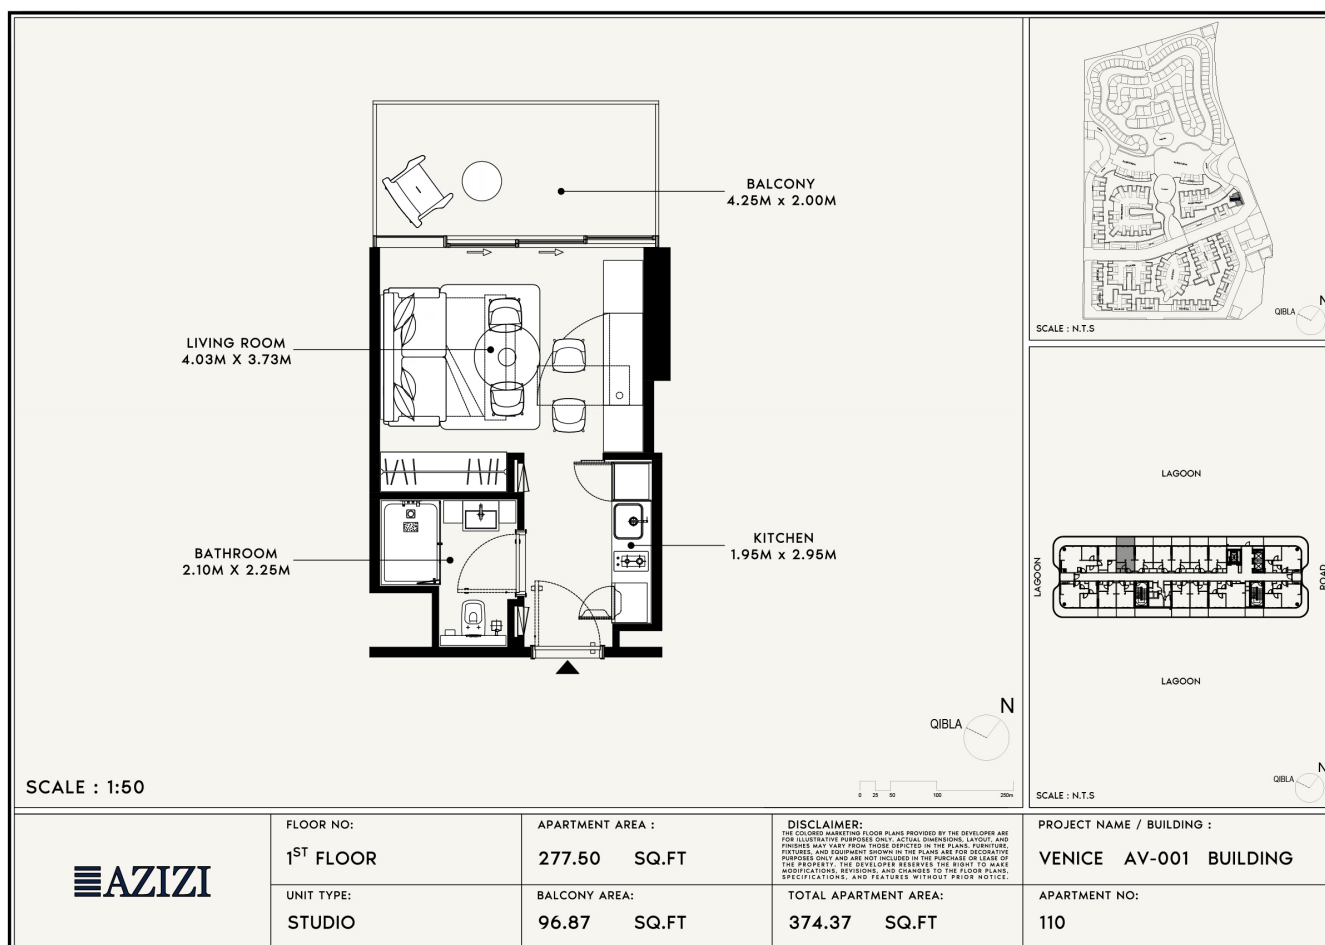 BALCONY
4.25M x 2.00M
LIVING ROOM
4.03M X 3.73M
BATHROOM
2.10M X 2.25M
KITCHEN
1.95M x 2.95M
QIBLA
N
SCALE : 1:50
0 25 50 100 250m
QIBLA
N
SCALE : N.T.S
LAGOON
LAGOON
ROAD
LAGOON
QIBLA
N
SCALE : N.T.S
AZIZI
FLOOR NO:
1ST FLOOR
UNIT TYPE:
STUDIO
APARTMENT AREA :
277.50 SQ.FT
BALCONY AREA:
96.87 SQ.FT
DISCLAIMER:
THE COLORED MARKETING FLOOR PLANS PROVIDED BY THE DEVELOPER ARE
FOR ILLUSTRATIVE PURPOSES ONLY. ACTUAL DIMENSIONS, LAYOUT, AND
FINISHES MAY VARY FROM THOSE DEPICTED IN THE PLANS. FURNITURE,
FIXTURES, AND EQUIPMENT SHOWN IN THE PLANS ARE FOR DECORATIVE
PURPOSES ONLY AND ARE NOT INCLUDED IN THE PURCHASE OR LEASE OF
THE PROPERTY. THE DEVELOPER RESERVES THE RIGHT TO MAKE
MODIFICATIONS, REVISIONS, AND CHANGES TO THE FLOOR PLANS,
SPECIFICATIONS, AND FEATURES WITHOUT PRIOR NOTICE.
TOTAL APARTMENT AREA:
374.37 SQ.FT
PROJECT NAME / BUILDING :
VENICE AV-001 BUILDING
APARTMENT NO:
110